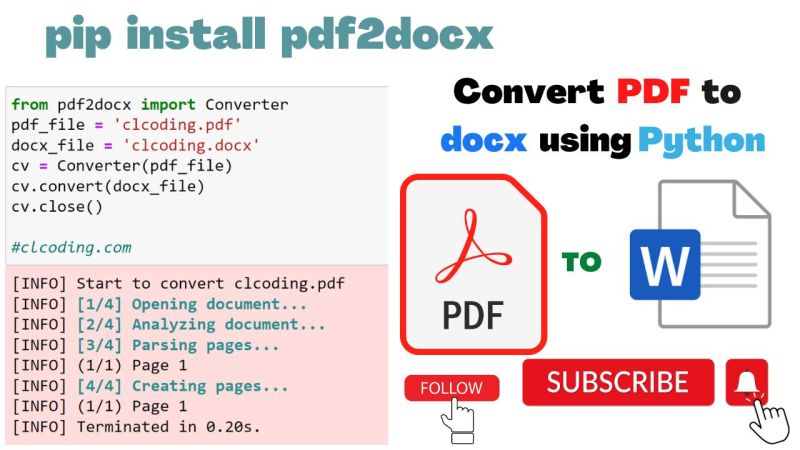 pip install pdf2docx
from pdf2docx import Converter
pdf_file = 'clcoding.pdf'
docx_file = 'clcoding.docx'
cv = Converter(pdf_file)
cv.convert(docx_file)
cv.close()
#clcoding.com
[INFO] Start to convert clcoding.pdf
[INFO] [1/4] Opening document...
[INFO] [2/4] Analyzing document...
[INFO] [3/4] Parsing pages...
[INFO] (1/1) Page 1
[INFO] [4/4] Creating pages...
[INFO] (1/1) Page 1
[INFO] Terminated in 0.20s.
Convert PDF to
docx using Python
PDF
TO
W
FOLLOW
SUBSCRIBE